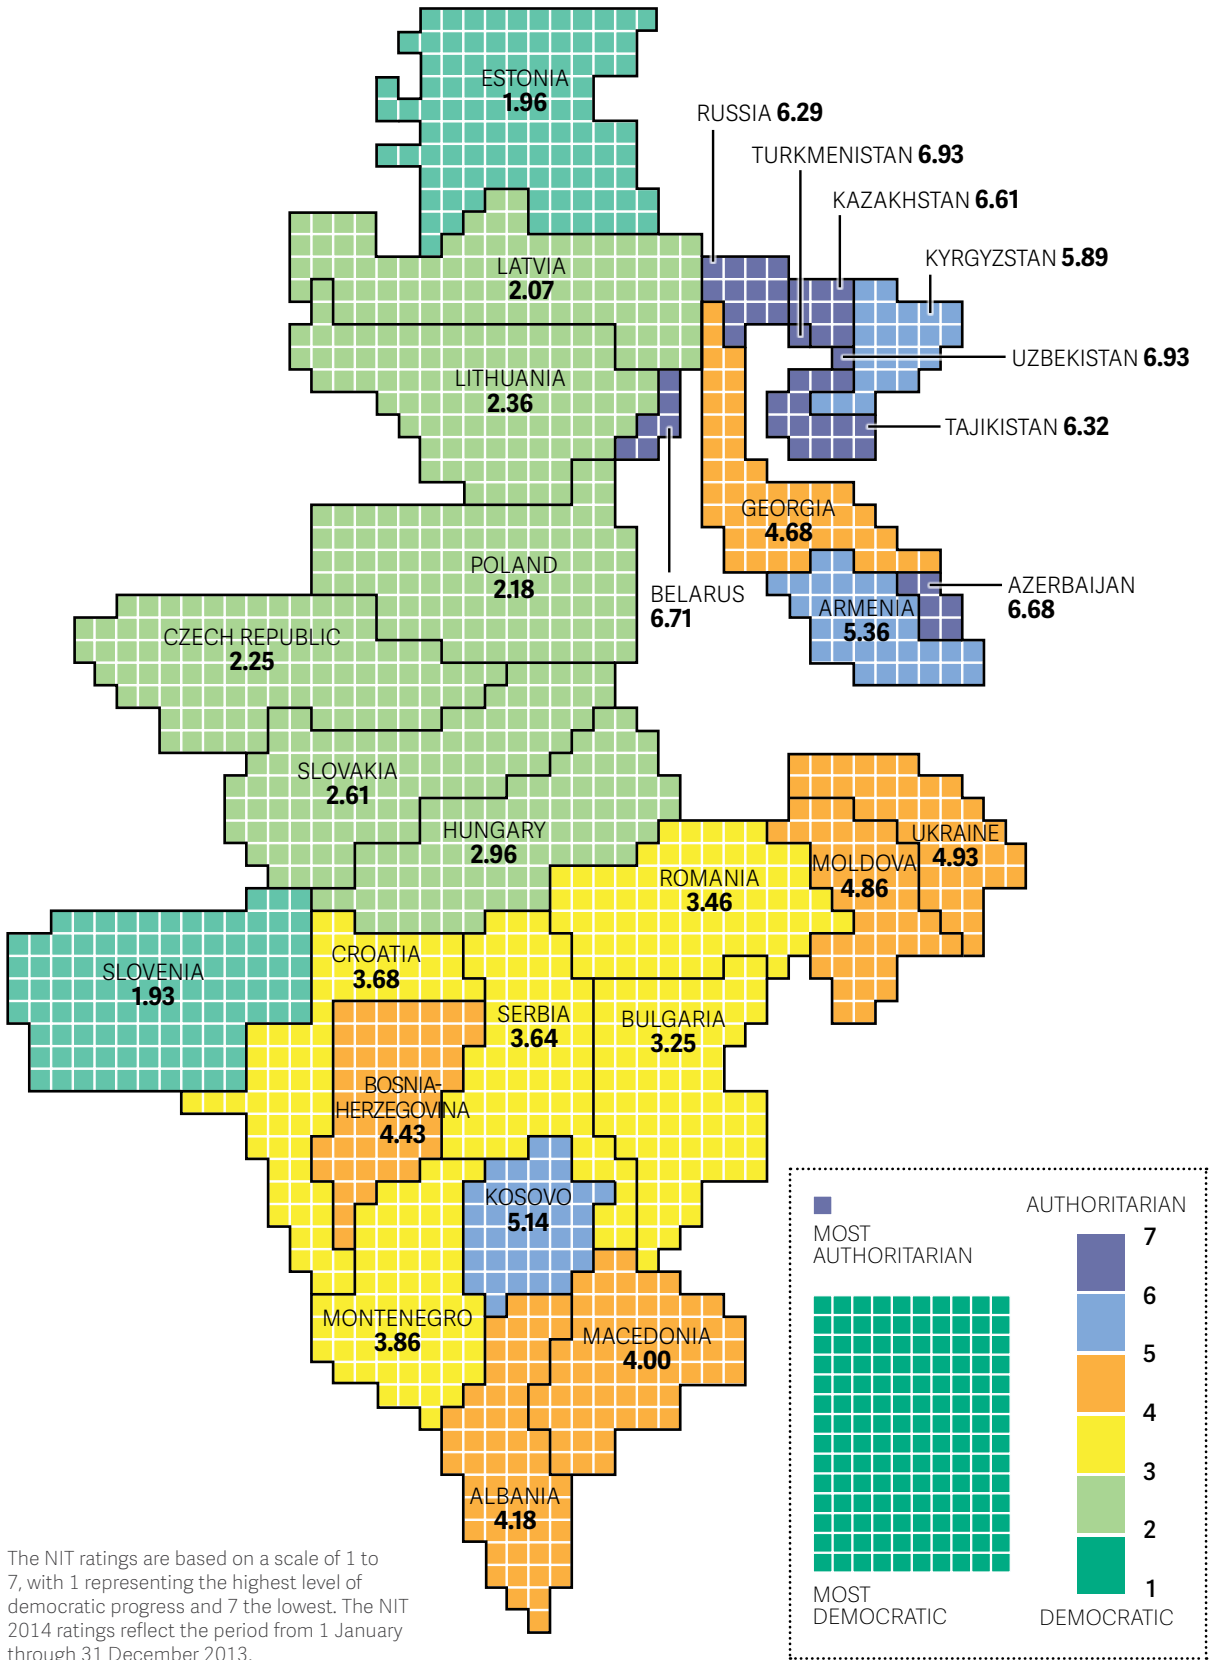 ESTONIA
1.96
RUSSIA 6.29
TURKMENISTAN 6.93
KAZAKHSTAN 6.61
KYRGYZSTAN 5.89
LATVIA
2.07
UZBEKISTAN 6.93
LITHUANIA
2.36
TAJIKISTAN 6.32
GEORGIA
4.68
POLAND
2.18
BELARUS
6.71
AZERBAIJAN
6.68
ARMENIA
5.36
CZECH REPUBLIC
2.25
SLOVAKIA
2.61
HUNGARY
2.96
UKRAINE
4.93
MOLDOVA
4.86
ROMANIA
3.46
CROATIA
3.68
SLOVENIA
1.93
SERBIA
3.64
BULGARIA
3.25
BOSNIA-
HERZEGOVINA
4.43
KOSOVO
5.14
MONTENEGRO
3.86
MACEDONIA
4.00
ALBANIA
4.18
MOST
AUTHORITARIAN
MOST
DEMOCRATIC
AUTHORITARIAN
7
6
5
4
3
2
1
DEMOCRATIC
The NIT ratings are based on a scale of 1 to
7, with 1 representing the highest level of
democratic progress and 7 the lowest. The NIT
2014 ratings reflect the period from 1 January
through 31 December 2013.